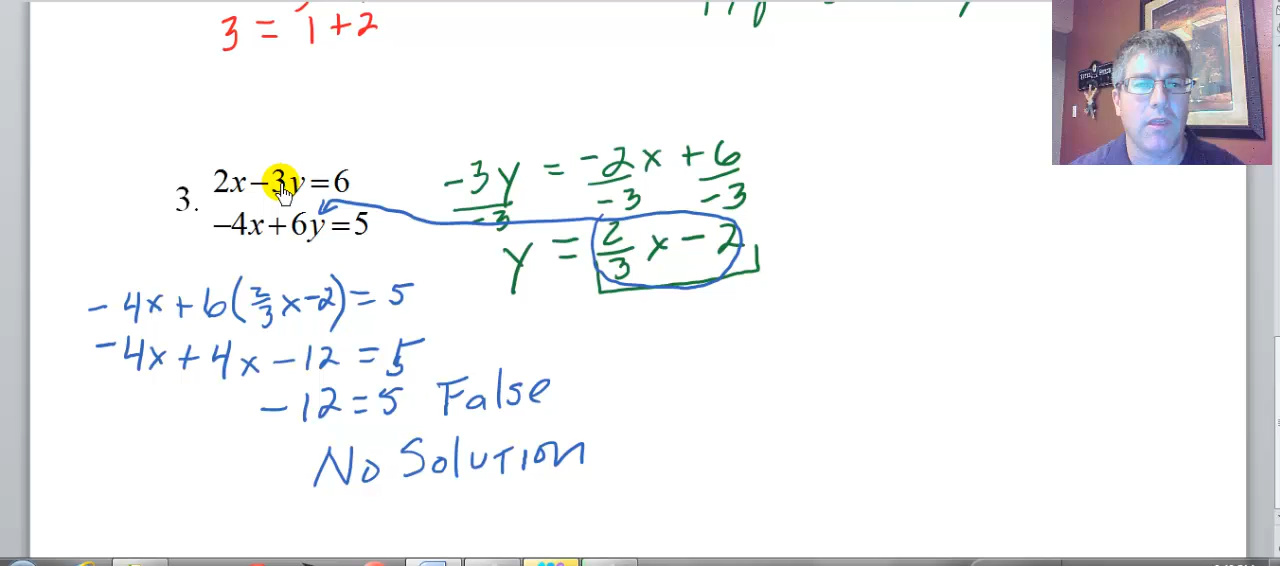 3 = 1 + 2
3.
2x − 3y = 6
−4x + 6y = 5
-3y = -2x + 6
-3 -3 -3
y = 2/3 x - 2
-4x + 6(2/3 x - 2) = 5
-4x + 4x - 12 = 5
-12 = 5 False
No Solution